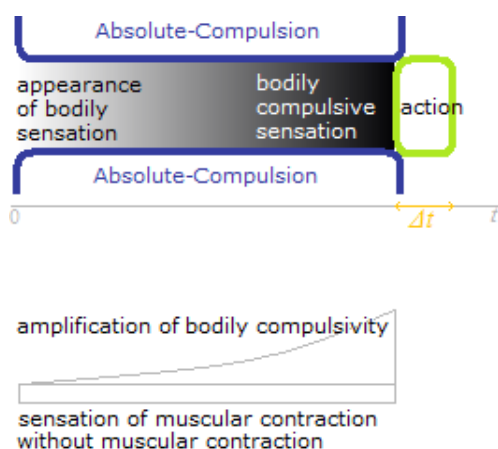 Absolute-Compulsion
appearance
of bodily
sensation
bodily
compulsive
sensation
action
Absolute-Compulsion
0
Δt
t
amplification of bodily compulsivity
sensation of muscular contraction
without muscular contraction